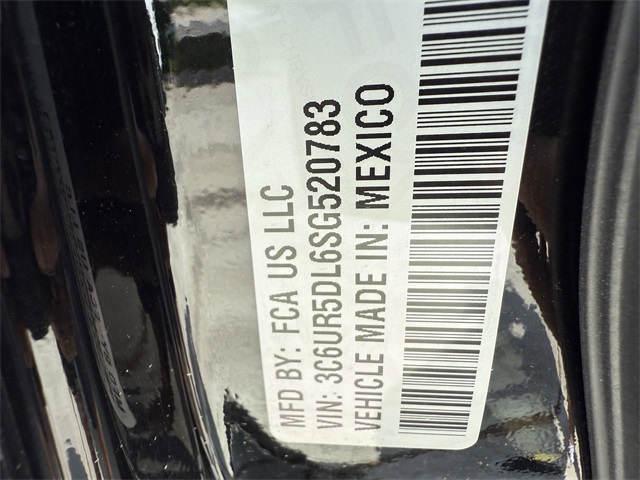 MFD BY: FCA US LLC
VIN: 3C6UR5DL6SG520783
VEHICLE MADE IN: MEXICO